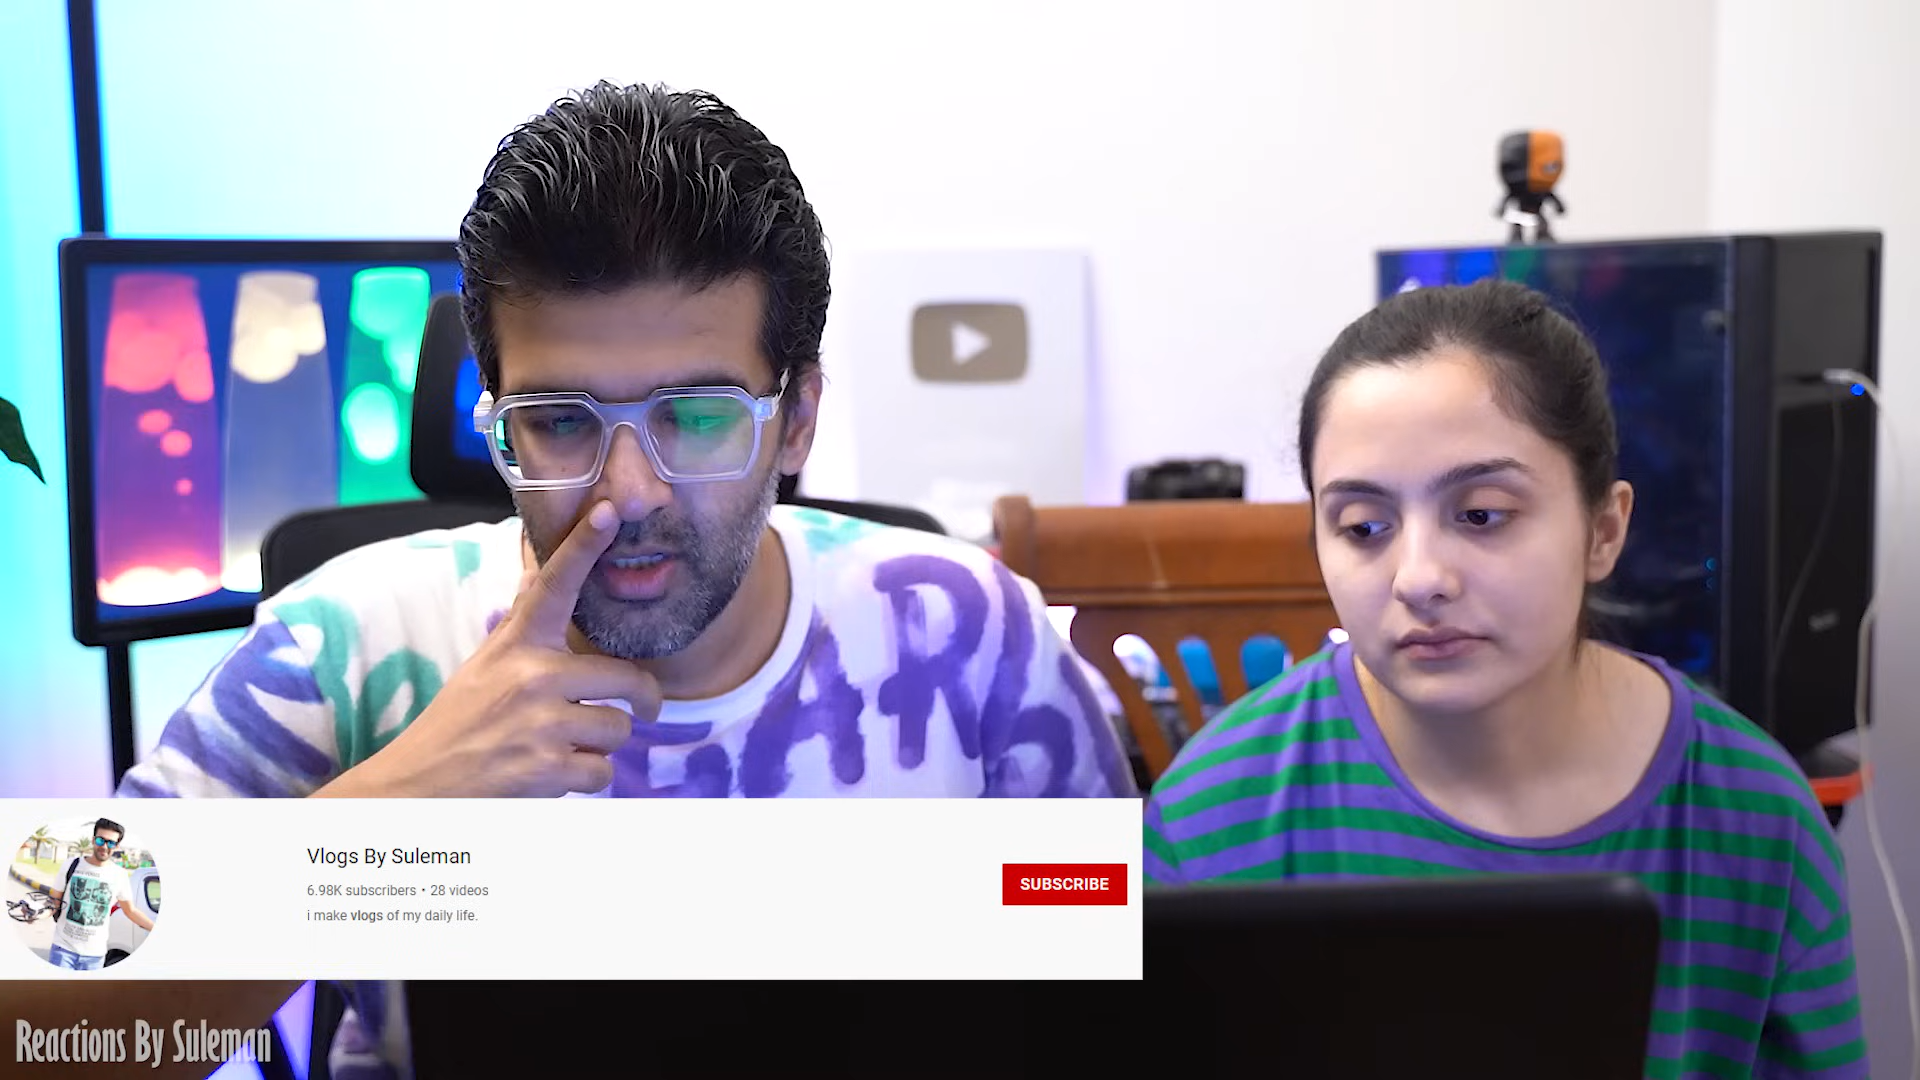 Vlogs By Suleman
6.98K subscribers • 28 videos
i make vlogs of my daily life.
SUBSCRIBE
Reactions By Suleman